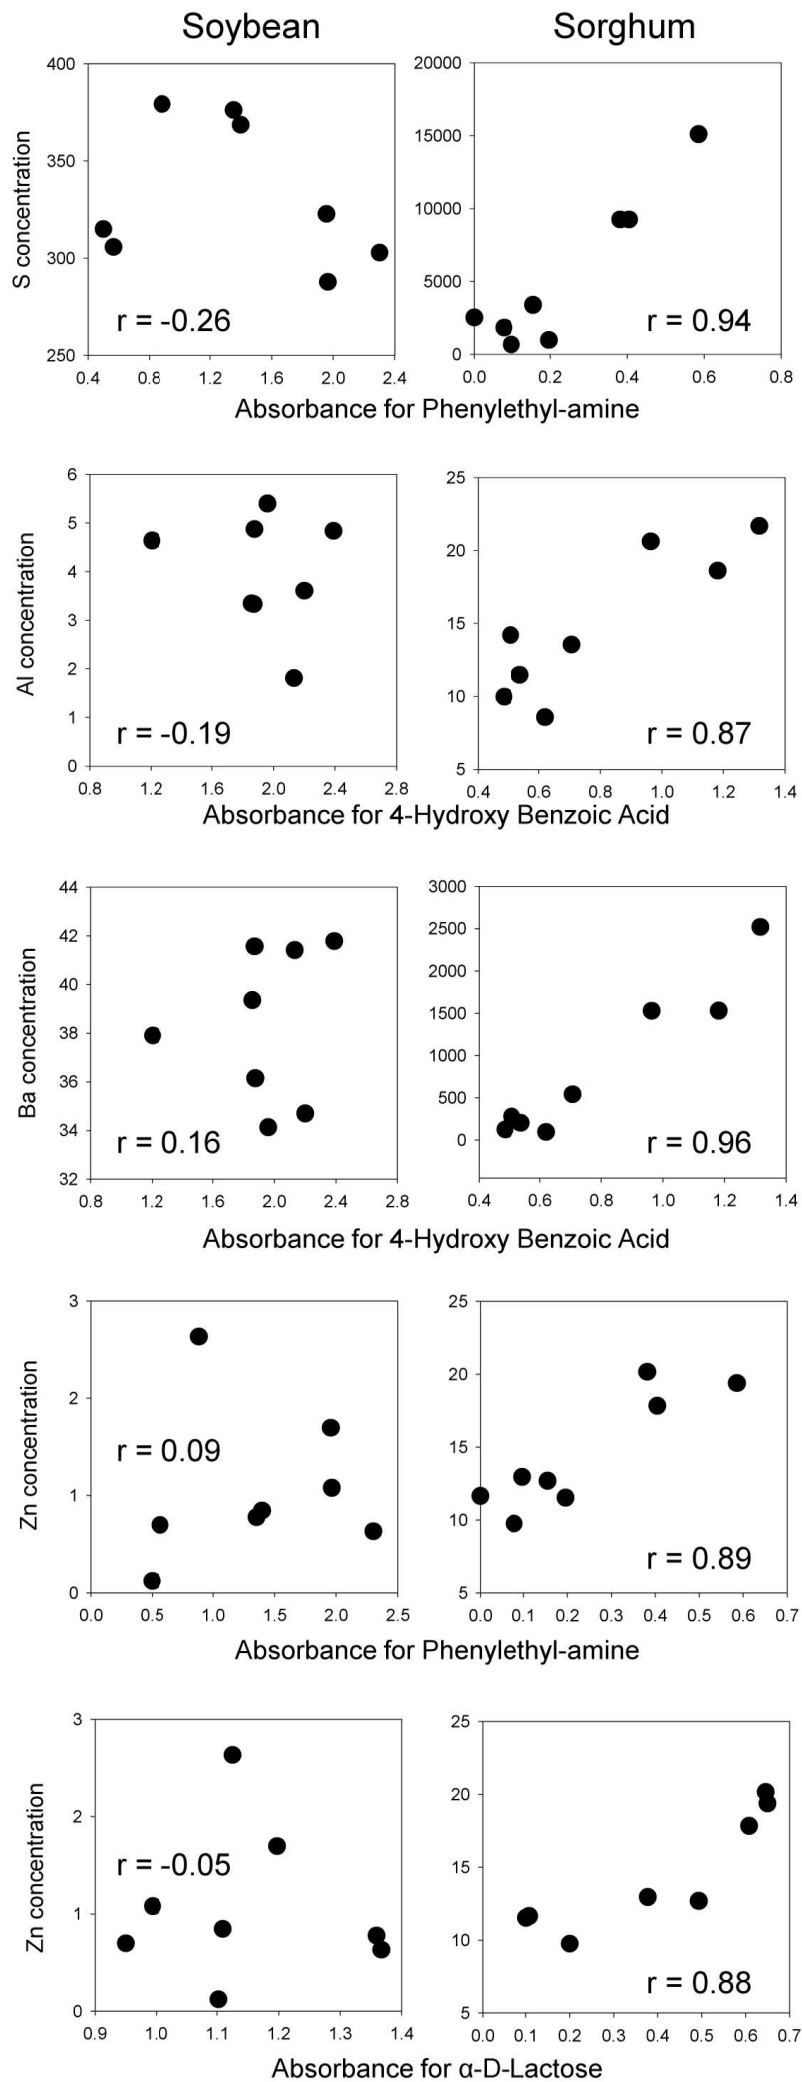 Soybean Sorghum
400
350
300
250
S concentration
r = -0.26
0.4 0.8 1.2 1.6 2.0 2.4
20000
15000
10000
5000
0
r = 0.94
0.0 0.2 0.4 0.6 0.8
Absorbance for Phenylethyl-amine
6
5
4
3
2
1
0
Al concentration
r = -0.19
0.8 1.2 1.6 2.0 2.4 2.8
25
20
15
10
5
r = 0.87
0.4 0.6 0.8 1.0 1.2 1.4
Absorbance for 4-Hydroxy Benzoic Acid
44
42
40
38
36
34
32
Ba concentration
r = 0.16
0.8 1.2 1.6 2.0 2.4 2.8
3000
2500
2000
1500
1000
500
0
r = 0.96
0.4 0.6 0.8 1.0 1.2 1.4
Absorbance for 4-Hydroxy Benzoic Acid
3
2
1
0
Zn concentration
r = 0.09
0.0 0.5 1.0 1.5 2.0 2.5
25
20
15
10
5
r = 0.89
0.0 0.1 0.2 0.3 0.4 0.5 0.6 0.7
Absorbance for Phenylethyl-amine
3
2
1
0
Zn concentration
r = -0.05
0.9 1.0 1.1 1.2 1.3 1.4
25
20
15
10
5
r = 0.88
0.0 0.1 0.2 0.3 0.4 0.5 0.6 0.7
Absorbance for α-D-Lactose